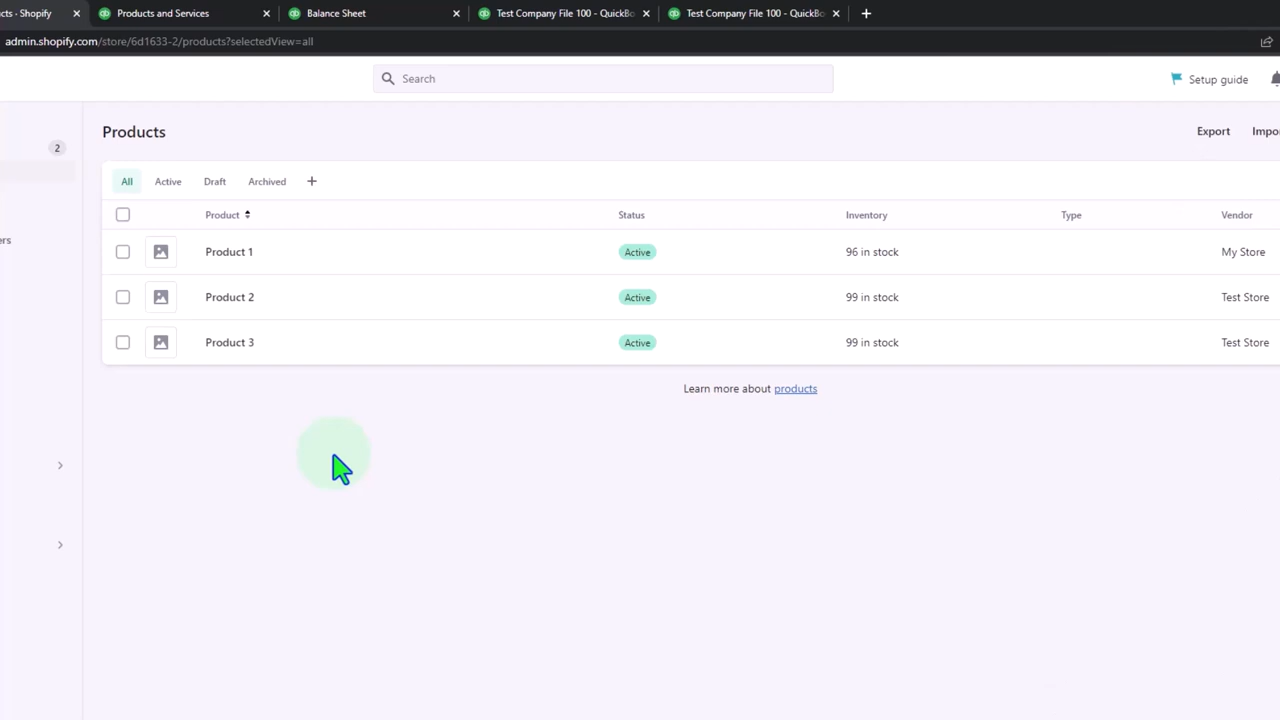 cts · Shopify
Products and Services
Balance Sheet
Test Company File 100 - QuickBo
Test Company File 100 - QuickBo
admin.shopify.com/store/6d1633-2/products?selectedView=all
Search
Setup guide
Products
Export
Impor
2
All
Active
Draft
Archived
Product
Status
Inventory
Type
Vendor
Product 1
Active
96 in stock
My Store
ers
Product 2
Active
99 in stock
Test Store
Product 3
Active
99 in stock
Test Store
Learn more about products